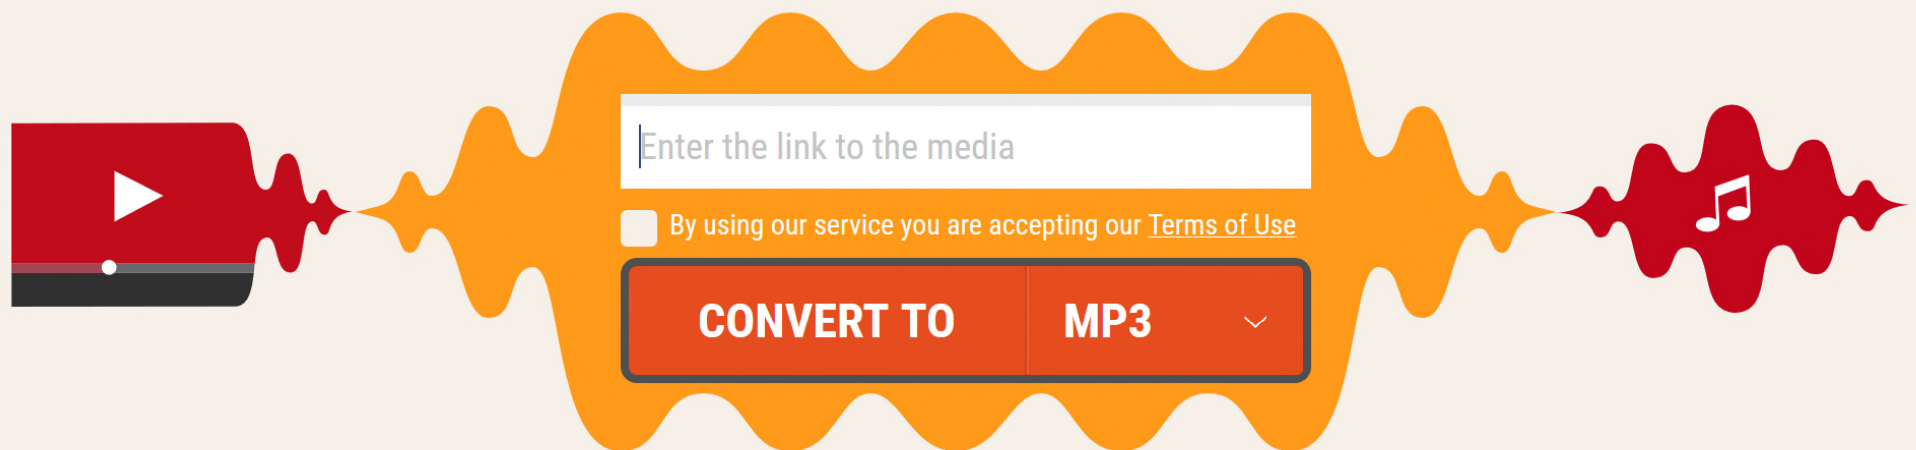 Enter the link to the media
By using our service you are accepting our Terms of Use
CONVERT TO MP3